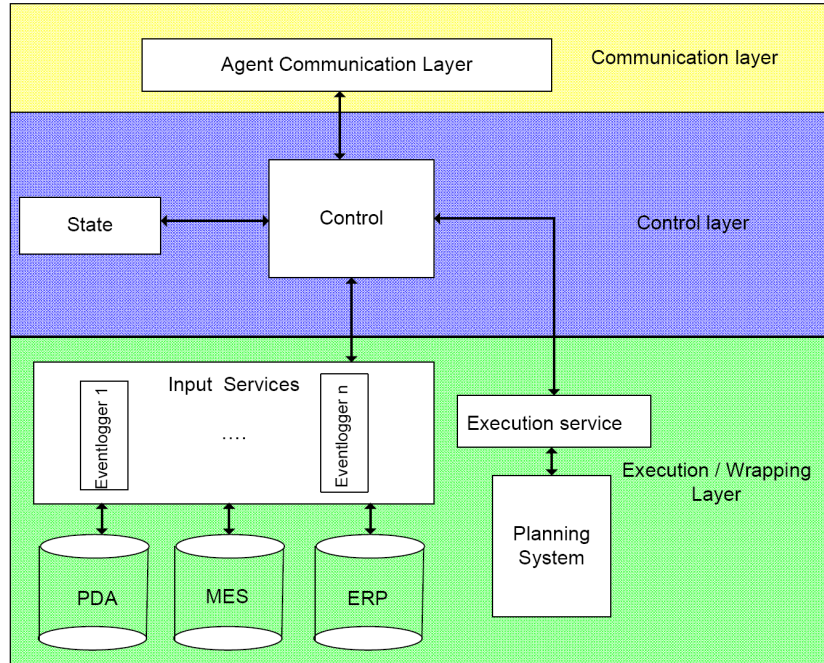 Agent Communication Layer
Communication layer
State
Control
Control layer
Input Services
Eventlogger 1
....
Eventlogger n
Execution service
Execution / Wrapping
Layer
Planning
System
PDA
MES
ERP